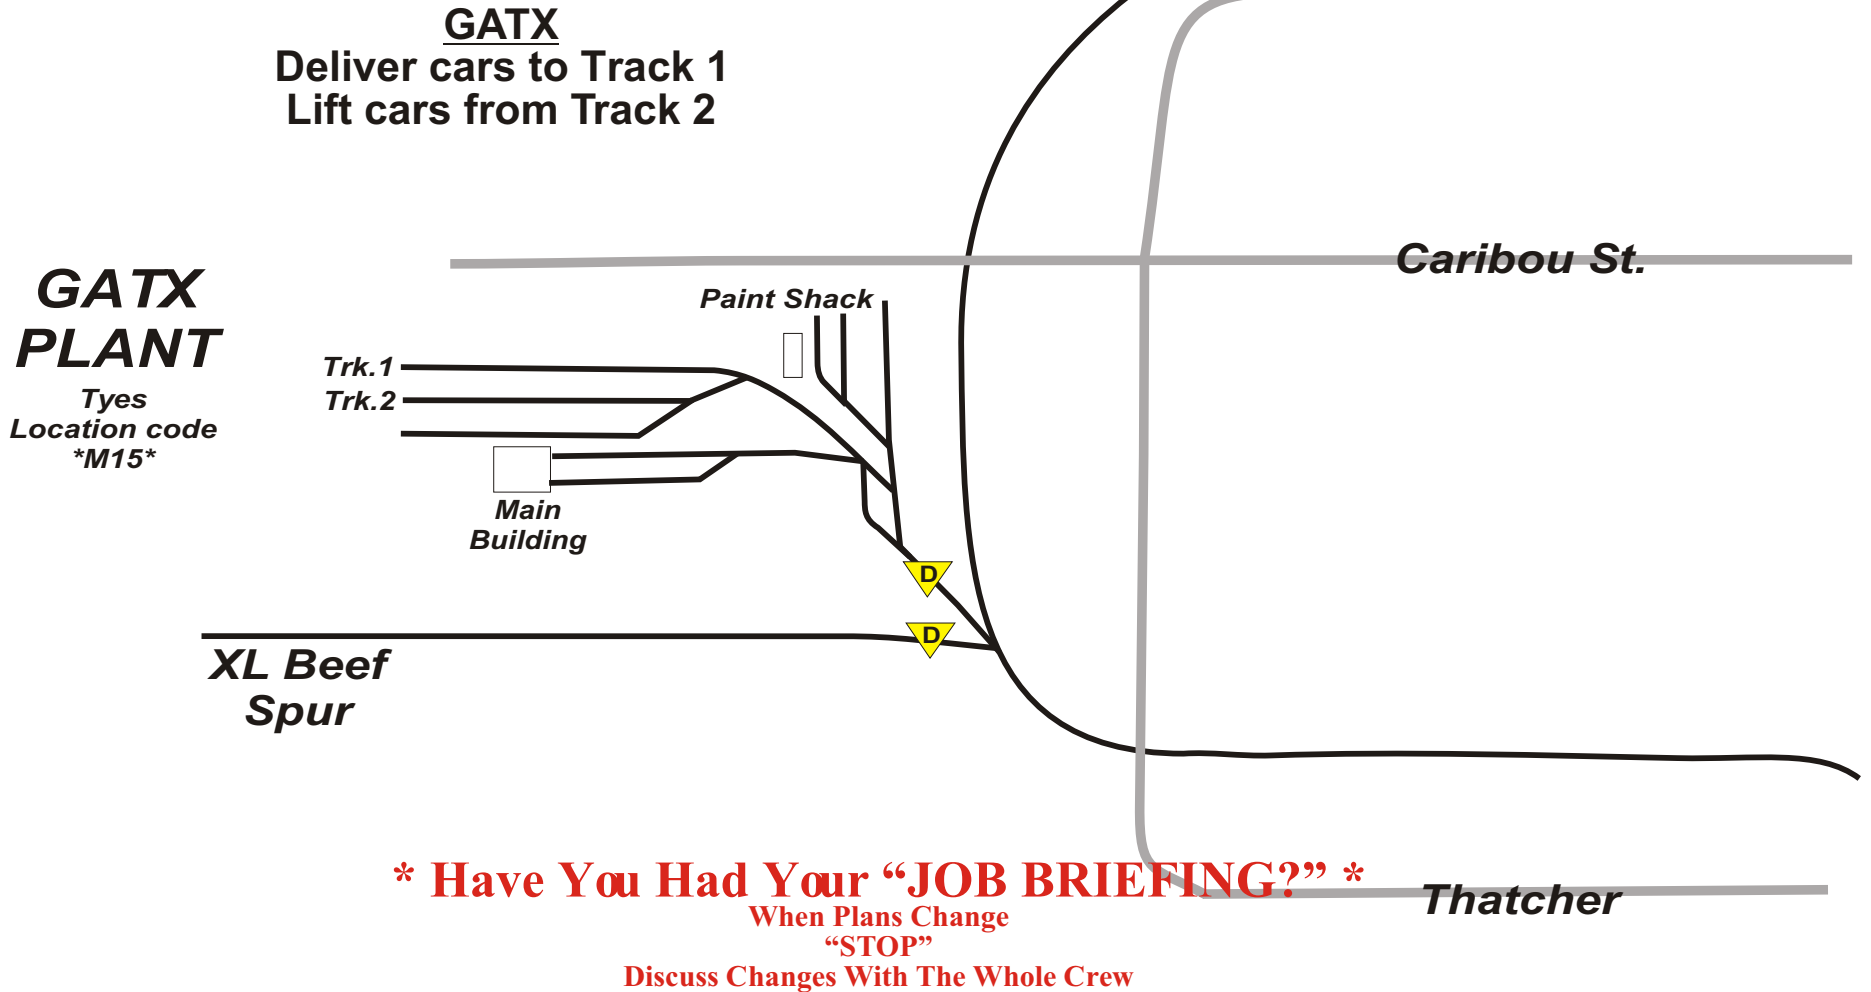 GATX
Deliver cars to Track 1
Lift cars from Track 2
Caribou St.
GATX
PLANT
Tyes
Location code
*M15*
Paint Shack
Trk.1
Trk.2
Main
Building
D
D
XL Beef
Spur
* Have You Had Your “JOB BRIEFING?” *
When Plans Change
“STOP”
Discuss Changes With The Whole Crew
Thatcher